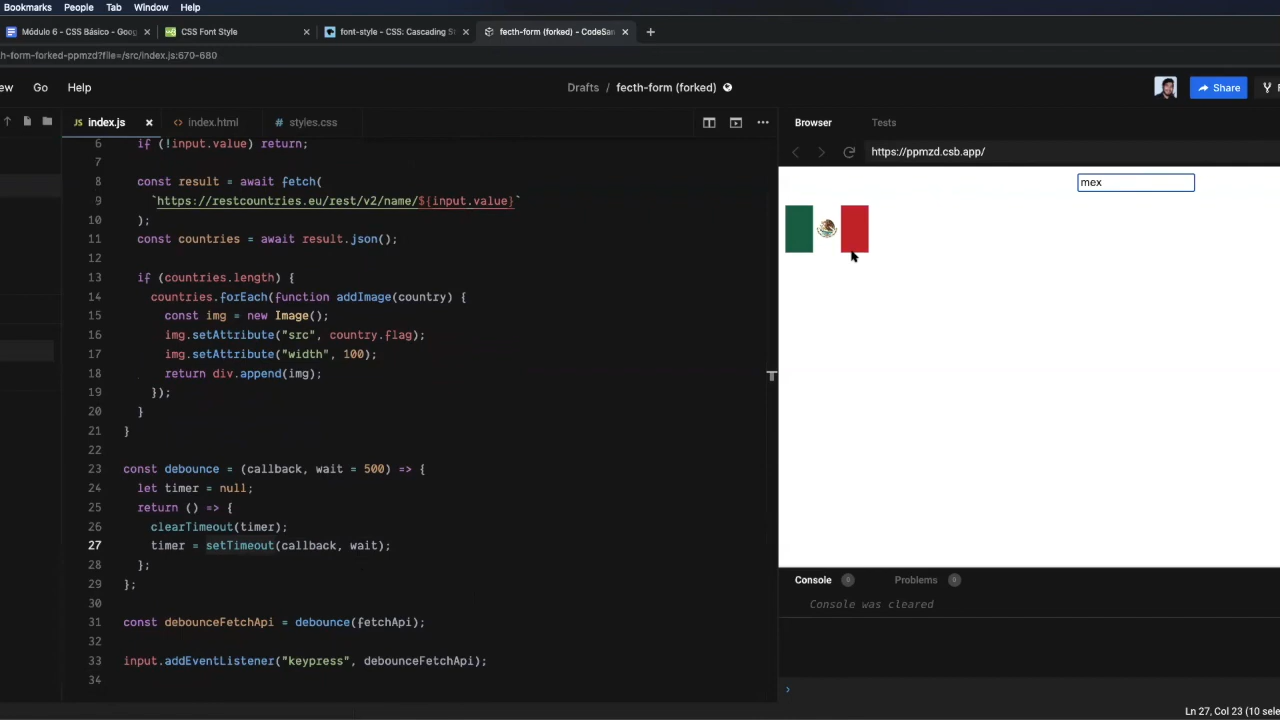 Bookmarks People Tab Window Help
Módulo 6 - CSS Básico - Goog × CSS Font Style × font-style - CSS: Cascading St × fecth-form (forked) - CodeSan × +
h-form-forked-ppmzd?file=/src/index.js:670-680
ew Go Help Drafts / fecth-form (forked) Share
JS index.js × <> index.html # styles.css ••• Browser Tests
https://ppmzd.csb.app/
mex
6 if (!input.value) return;
7
8 const result = await fetch(
9 `https://restcountries.eu/rest/v2/name/${input.value}`
10 );
11 const countries = await result.json();
12
13 if (countries.length) {
14 countries.forEach(function addImage(country) {
15 const img = new Image();
16 img.setAttribute("src", country.flag);
17 img.setAttribute("width", 100);
18 return div.append(img);
19 });
20 }
21 }
22
23 const debounce = (callback, wait = 500) => {
24 let timer = null;
25 return () => {
26 clearTimeout(timer);
27 timer = setTimeout(callback, wait);
28 };
29 };
30
31 const debounceFetchApi = debounce(fetchApi);
32
33 input.addEventListener("keypress", debounceFetchApi);
34
Console Problems
Console was cleared
›
Ln 27, Col 23 (10 sele